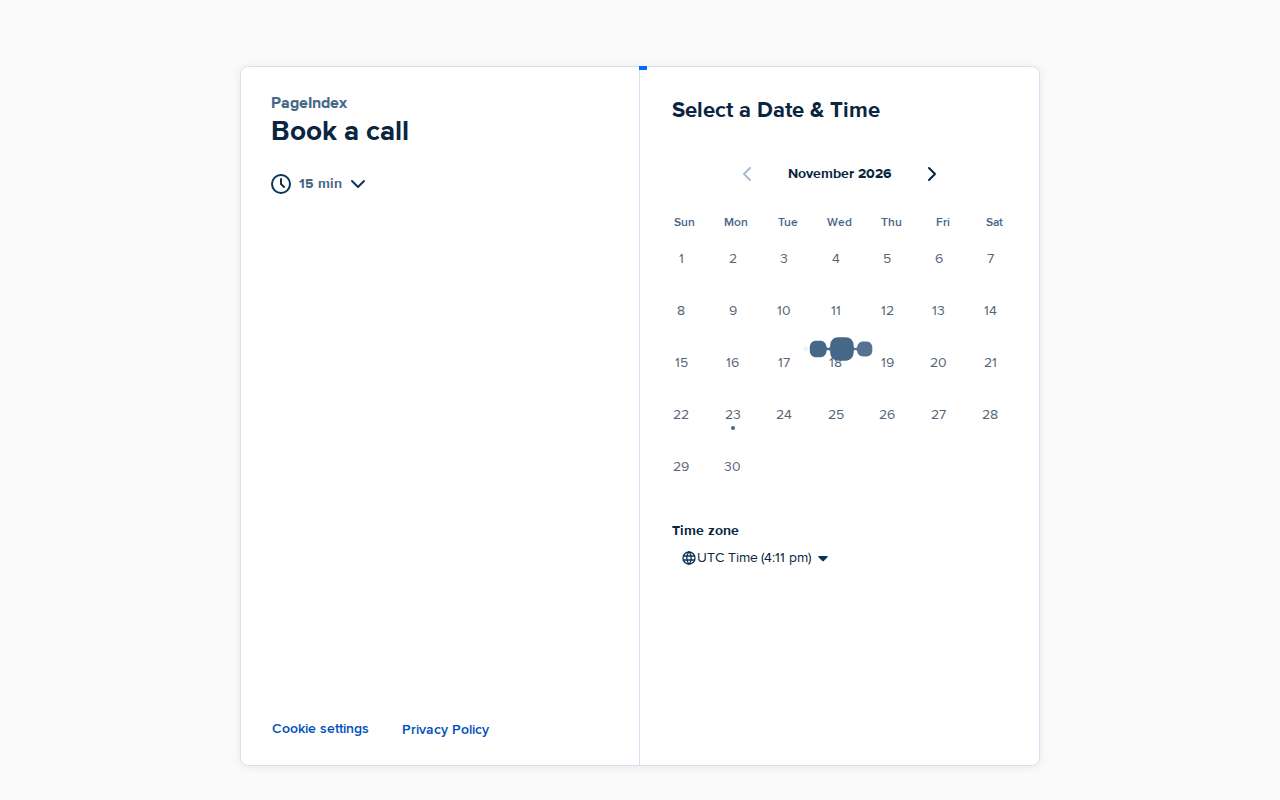 PageIndex
Book a call
15 min
Cookie settings
Privacy Policy
Select a Date & Time
November 2026
Sun Mon Tue Wed Thu Fri Sat
1 2 3 4 5 6 7
8 9 10 11 12 13 14
15 16 17 18 19 20 21
22 23 24 25 26 27 28
29 30
Time zone
UTC Time (4:11 pm)